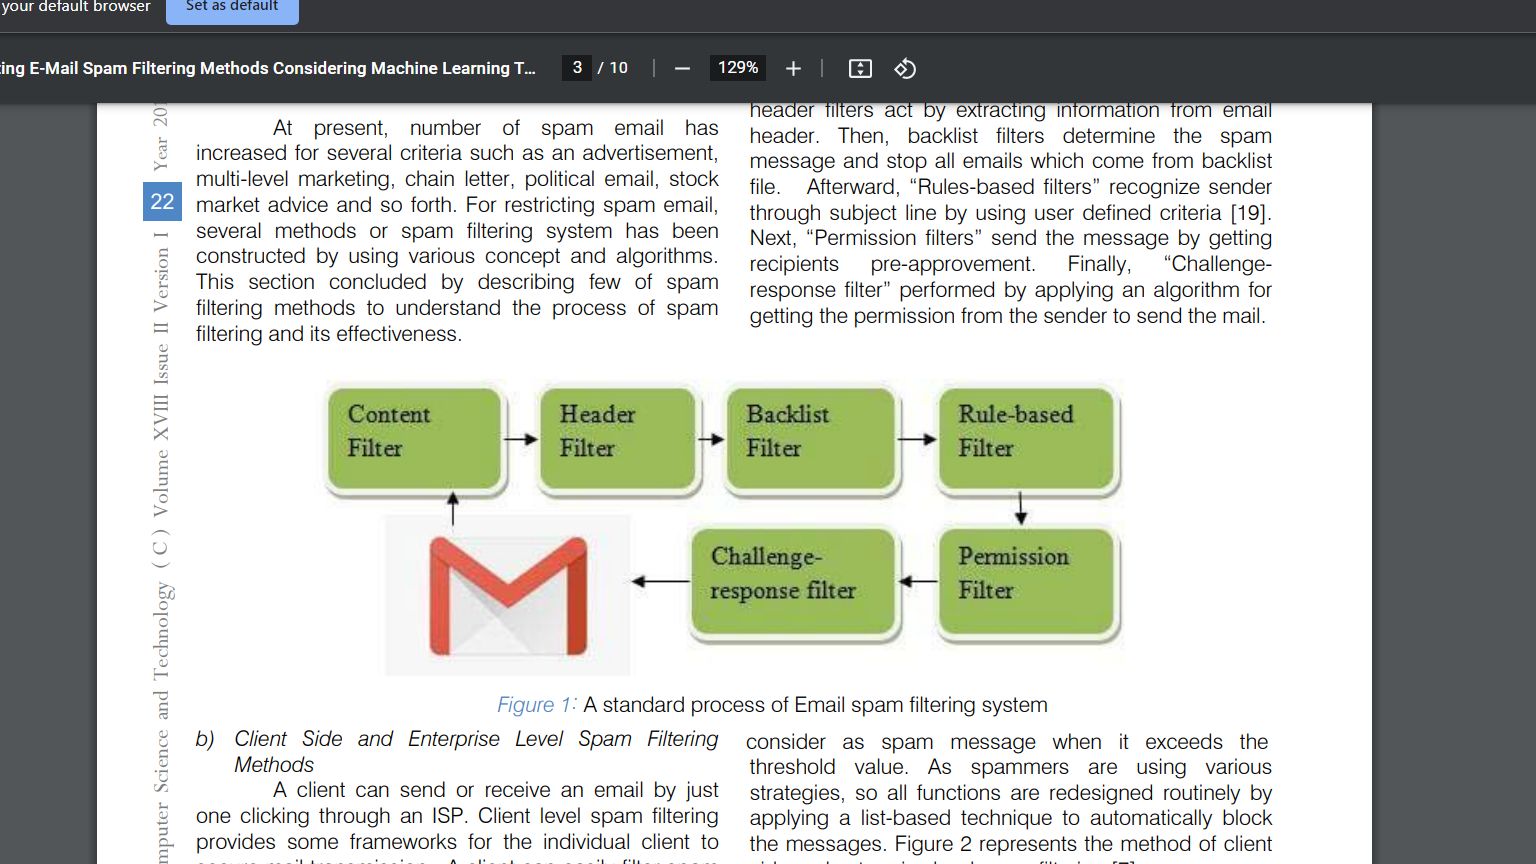 your default browser
Set as default
ing E-Mail Spam Filtering Methods Considering Machine Learning T...
3 / 10
129%
Year 20
22
Computer Science and Technology ( C ) Volume XVIII Issue II Version I
At present, number of spam email has
increased for several criteria such as an advertisement,
multi-level marketing, chain letter, political email, stock
market advice and so forth. For restricting spam email,
several methods or spam filtering system has been
constructed by using various concept and algorithms.
This section concluded by describing few of spam
filtering methods to understand the process of spam
filtering and its effectiveness.
header filters act by extracting information from email
header. Then, backlist filters determine the spam
message and stop all emails which come from backlist
file. Afterward, “Rules-based filters” recognize sender
through subject line by using user defined criteria [19].
Next, “Permission filters” send the message by getting
recipients pre-approvement. Finally, “Challenge-
response filter” performed by applying an algorithm for
getting the permission from the sender to send the mail.
Content
Filter
Header
Filter
Backlist
Filter
Rule-based
Filter
Challenge-
response filter
Permission
Filter
Figure 1: A standard process of Email spam filtering system
b) Client Side and Enterprise Level Spam Filtering
Methods
A client can send or receive an email by just
one clicking through an ISP. Client level spam filtering
provides some frameworks for the individual client to
consider as spam message when it exceeds the
threshold value. As spammers are using various
strategies, so all functions are redesigned routinely by
applying a list-based technique to automatically block
the messages. Figure 2 represents the method of client